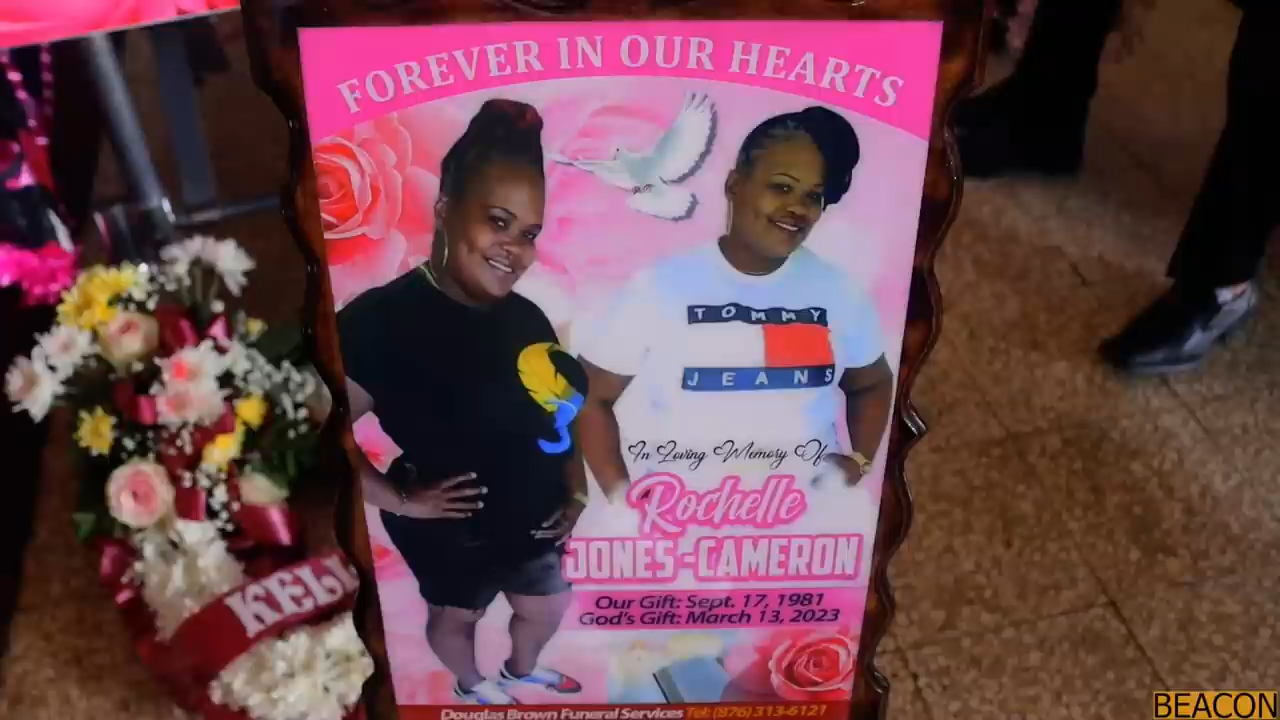 FOREVER IN OUR HEARTS
TOMMY
JEANS
In Loving Memory Of
Rochelle
JONES-CAMERON
Our Gift: Sept. 17, 1981
God's Gift: March 13, 2023
KELL
Douglas Brown Funeral Services Tel: (876) 313-6121
BEACON